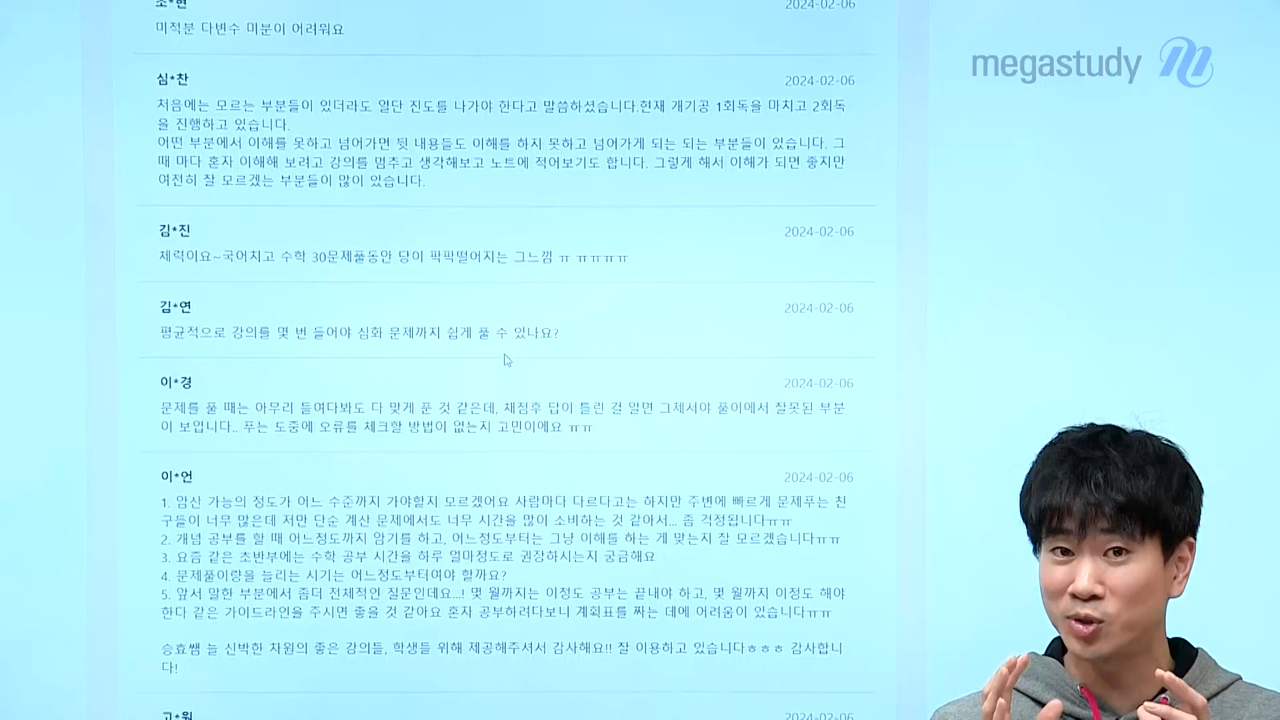 조*현 2024-02-06
미적분 다변수 미분이 어려워요
megastudy
심*찬 2024-02-06
처음에는 모르는 부분들이 있더라도 일단 진도를 나가야 한다고 말씀하셨습니다.현재 개기공 1회독을 마치고 2회독
을 진행하고 있습니다.
어떤 부분에서 이해를 못하고 넘어가면 뒷 내용들도 이해를 하지 못하고 넘어가게 되는 되는 부분들이 있습니다. 그
때 마다 혼자 이해해 보려고 강의를 멈추고 생각해보고 노트에 적어보기도 합니다. 그렇게 해서 이해가 되면 좋지만
여전히 잘 모르겠는 부분들이 많이 있습니다.
김*진 2024-02-06
체력이요~국어치고 수학 30문제풀동안 당이 팍팍떨어지는 그느낌 ㅠ ㅠㅠㅠㅠ
김*연 2024-02-06
평균적으로 강의를 몇 번 들어야 심화 문제까지 쉽게 풀 수 있나요?
이*경 2024-02-06
문제를 풀 때는 아무리 들여다봐도 다 맞게 푼 것 같은데, 채점후 답이 틀린 걸 알면 그제서야 풀이에서 잘못된 부분
이 보입니다.. 푸는 도중에 오류를 체크할 방법이 없는지 고민이에요 ㅠㅠ
이*언 2024-02-06
1. 암산 가능의 정도가 어느 수준까지 가야할지 모르겠어요 사람마다 다르다고는 하지만 주변에 빠르게 문제푸는 친
구들이 너무 많은데 저만 단순 계산 문제에서도 너무 시간을 많이 소비하는 것 같아서... 좀 걱정됩니다ㅠㅠ
2. 개념 공부를 할 때 어느정도까지 암기를 하고, 어느정도부터는 그냥 이해를 하는 게 맞는지 잘 모르겠습니다ㅠㅠ
3. 요즘 같은 초반부에는 수학 공부 시간을 하루 얼마정도로 권장하시는지 궁금해요
4. 문제풀이량을 늘리는 시기는 어느정도부터여야 할까요?
5. 앞서 말한 부분에서 좀더 전체적인 질문인데요...! 몇 월까지는 이정도 공부는 끝내야 하고, 몇 월까지 이정도 해야
한다 같은 가이드라인을 주시면 좋을 것 같아요 혼자 공부하려다보니 계획표를 짜는 데에 어려움이 있습니다ㅠㅠ
승효쌤 늘 신박한 차원의 좋은 강의들, 학생들 위해 제공해주셔서 감사해요!! 잘 이용하고 있습니다ㅎㅎㅎ 감사합니
다!
고*원 2024-02-06